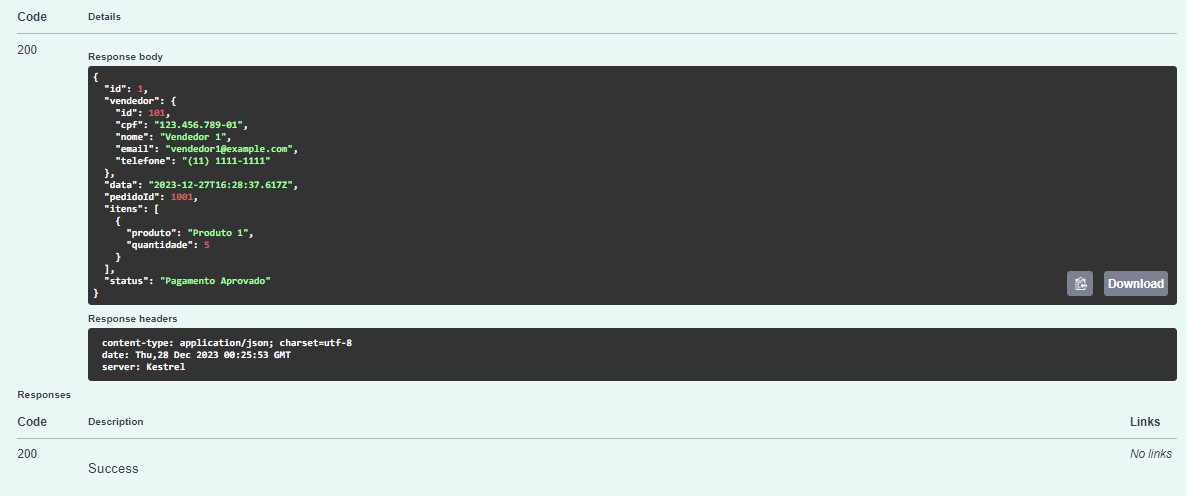 Code Details
200
Response body
{
  "id": 1,
  "vendedor": {
    "id": 101,
    "cpf": "123.456.789-01",
    "nome": "Vendedor 1",
    "email": "vendedor1@example.com",
    "telefone": "(11) 1111-1111"
  },
  "data": "2023-12-27T16:28:37.617Z",
  "pedidoId": 1001,
  "itens": [
    {
      "produto": "Produto 1",
      "quantidade": 5
    }
  ],
  "status": "Pagamento Aprovado"
}
Download
Response headers
content-type: application/json; charset=utf-8
date: Thu,28 Dec 2023 00:25:53 GMT
server: Kestrel
Responses
Code Description Links
200 No links
Success